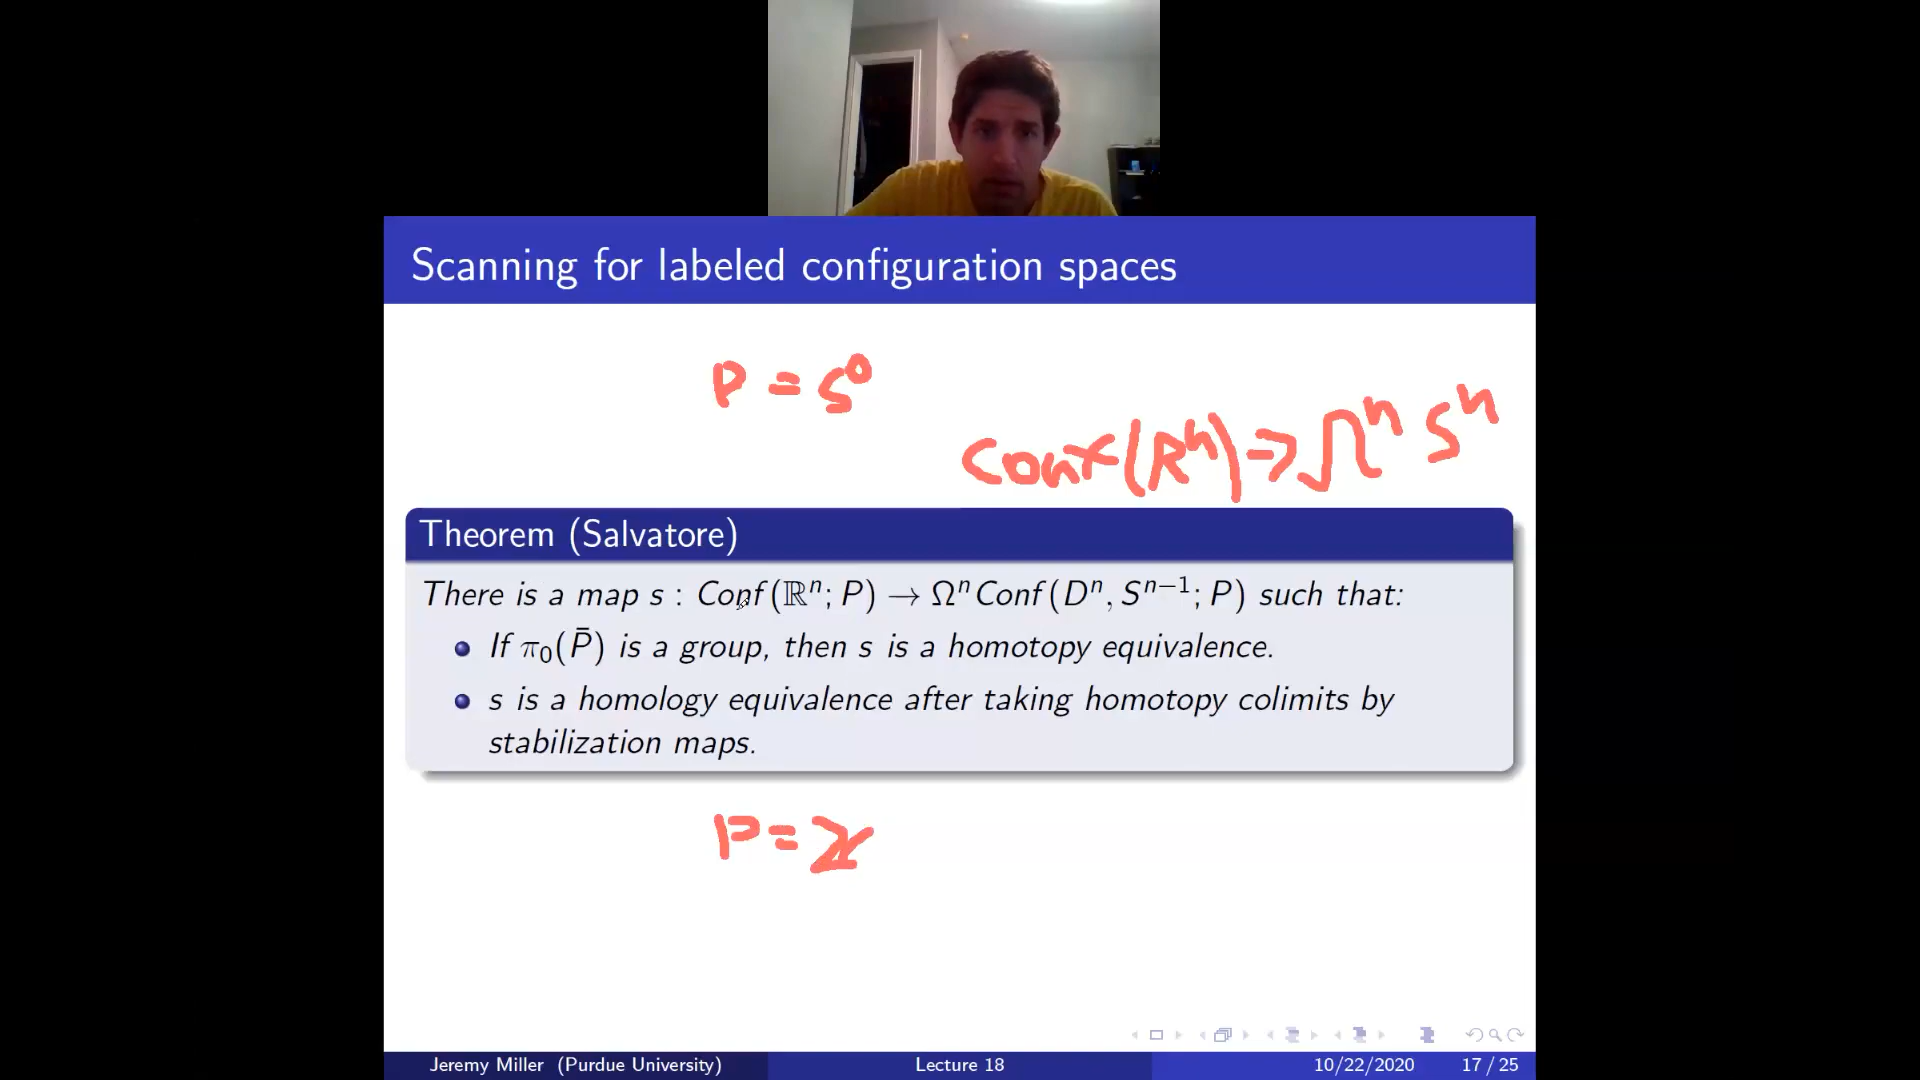 Scanning for labeled configuration spaces
P = S⁰
Conf(ℝⁿ) → Ωⁿ Sⁿ
Theorem (Salvatore)
There is a map s : Conf(ℝⁿ; P) → ΩⁿConf(Dⁿ, Sⁿ⁻¹; P) such that:
If π₀(P̄) is a group, then s is a homotopy equivalence.
s is a homology equivalence after taking homotopy colimits by
stabilization maps.
P = ℤ
Jeremy Miller (Purdue University) Lecture 18 10/22/2020 17 / 25